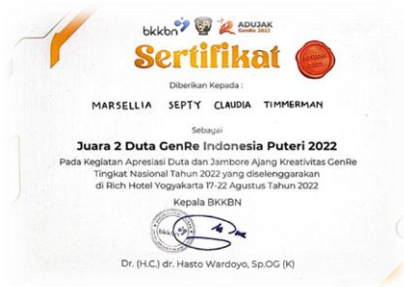 bkkbn
ADUJAK
GenRe 2022
Sertifikat
Diberikan Kepada :
MARSELLIA SEPTY CLAUDIA TIMMERMAN
Sebagai
Juara 2 Duta GenRe Indonesia Puteri 2022
Pada Kegiatan Apresiasi Duta dan Jambore Ajang Kreativitas GenRe
Tingkat Nasional Tahun 2022 yang diselenggarakan
di Rich Hotel Yogyakarta 17-22 Agustus Tahun 2022
Kepala BKKBN
bkkbn
Dr. (H.C.) dr. Hasto Wardoyo, Sp.OG (K)